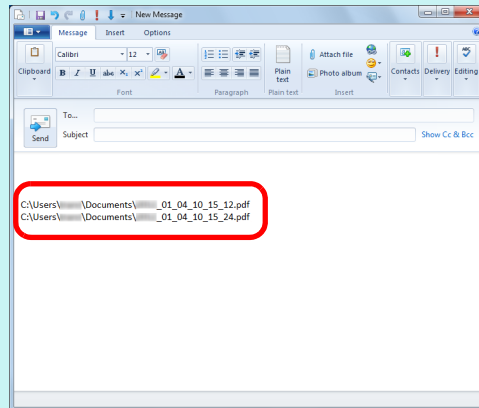 New Message
Message Insert Options
Calibri 12
Clipboard B I U abc X₂ X² A Plain text Attach file Photo album Contacts Delivery Editing
Font Paragraph Plain text Insert
To...
Send Subject Show Cc & Bcc
C:\Users\ \Documents\ _01_04_10_15_12.pdf
C:\Users\ \Documents\ _01_04_10_15_24.pdf